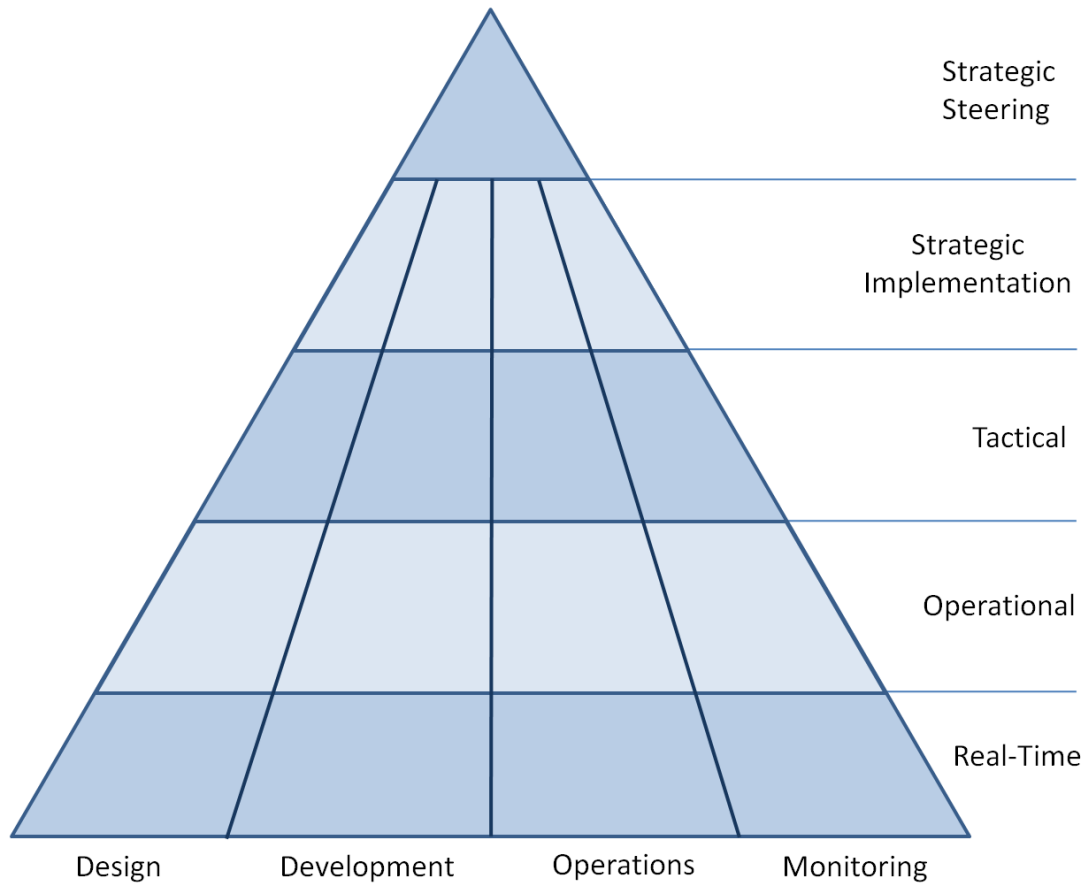 Strategic
Steering
Strategic
Implementation
Tactical
Operational
Real-Time
Design
Development
Operations
Monitoring